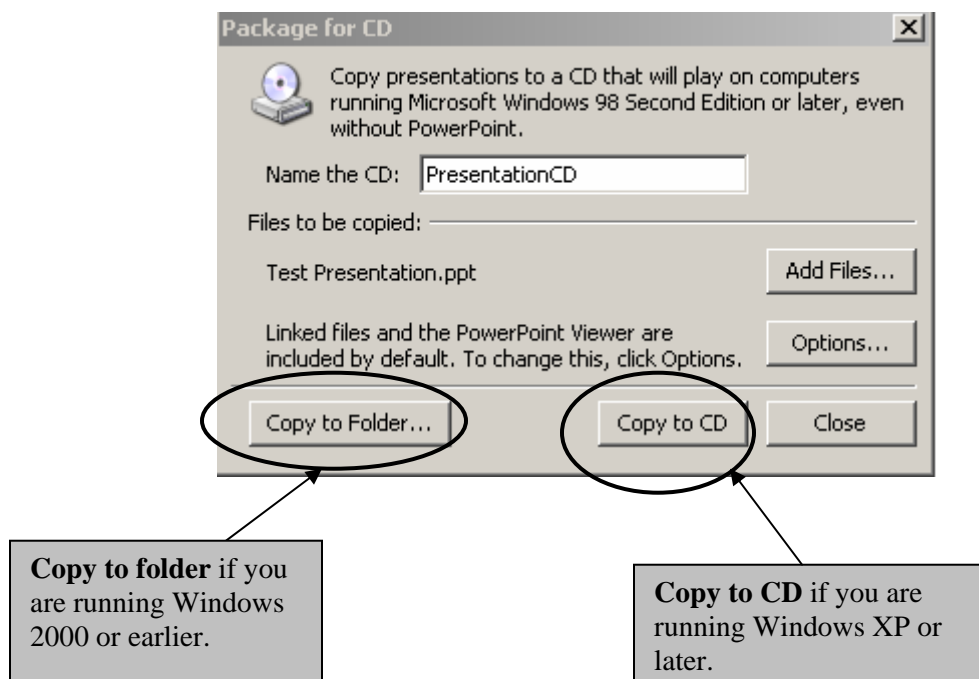 Package for CD
Copy presentations to a CD that will play on computers
running Microsoft Windows 98 Second Edition or later, even
without PowerPoint.
Name the CD: PresentationCD
Files to be copied:
Test Presentation.ppt
Add Files...
Linked files and the PowerPoint Viewer are
included by default. To change this, click Options.
Options...
Copy to Folder...
Copy to CD
Close
Copy to folder if you
are running Windows
2000 or earlier.
Copy to CD if you are
running Windows XP or
later.